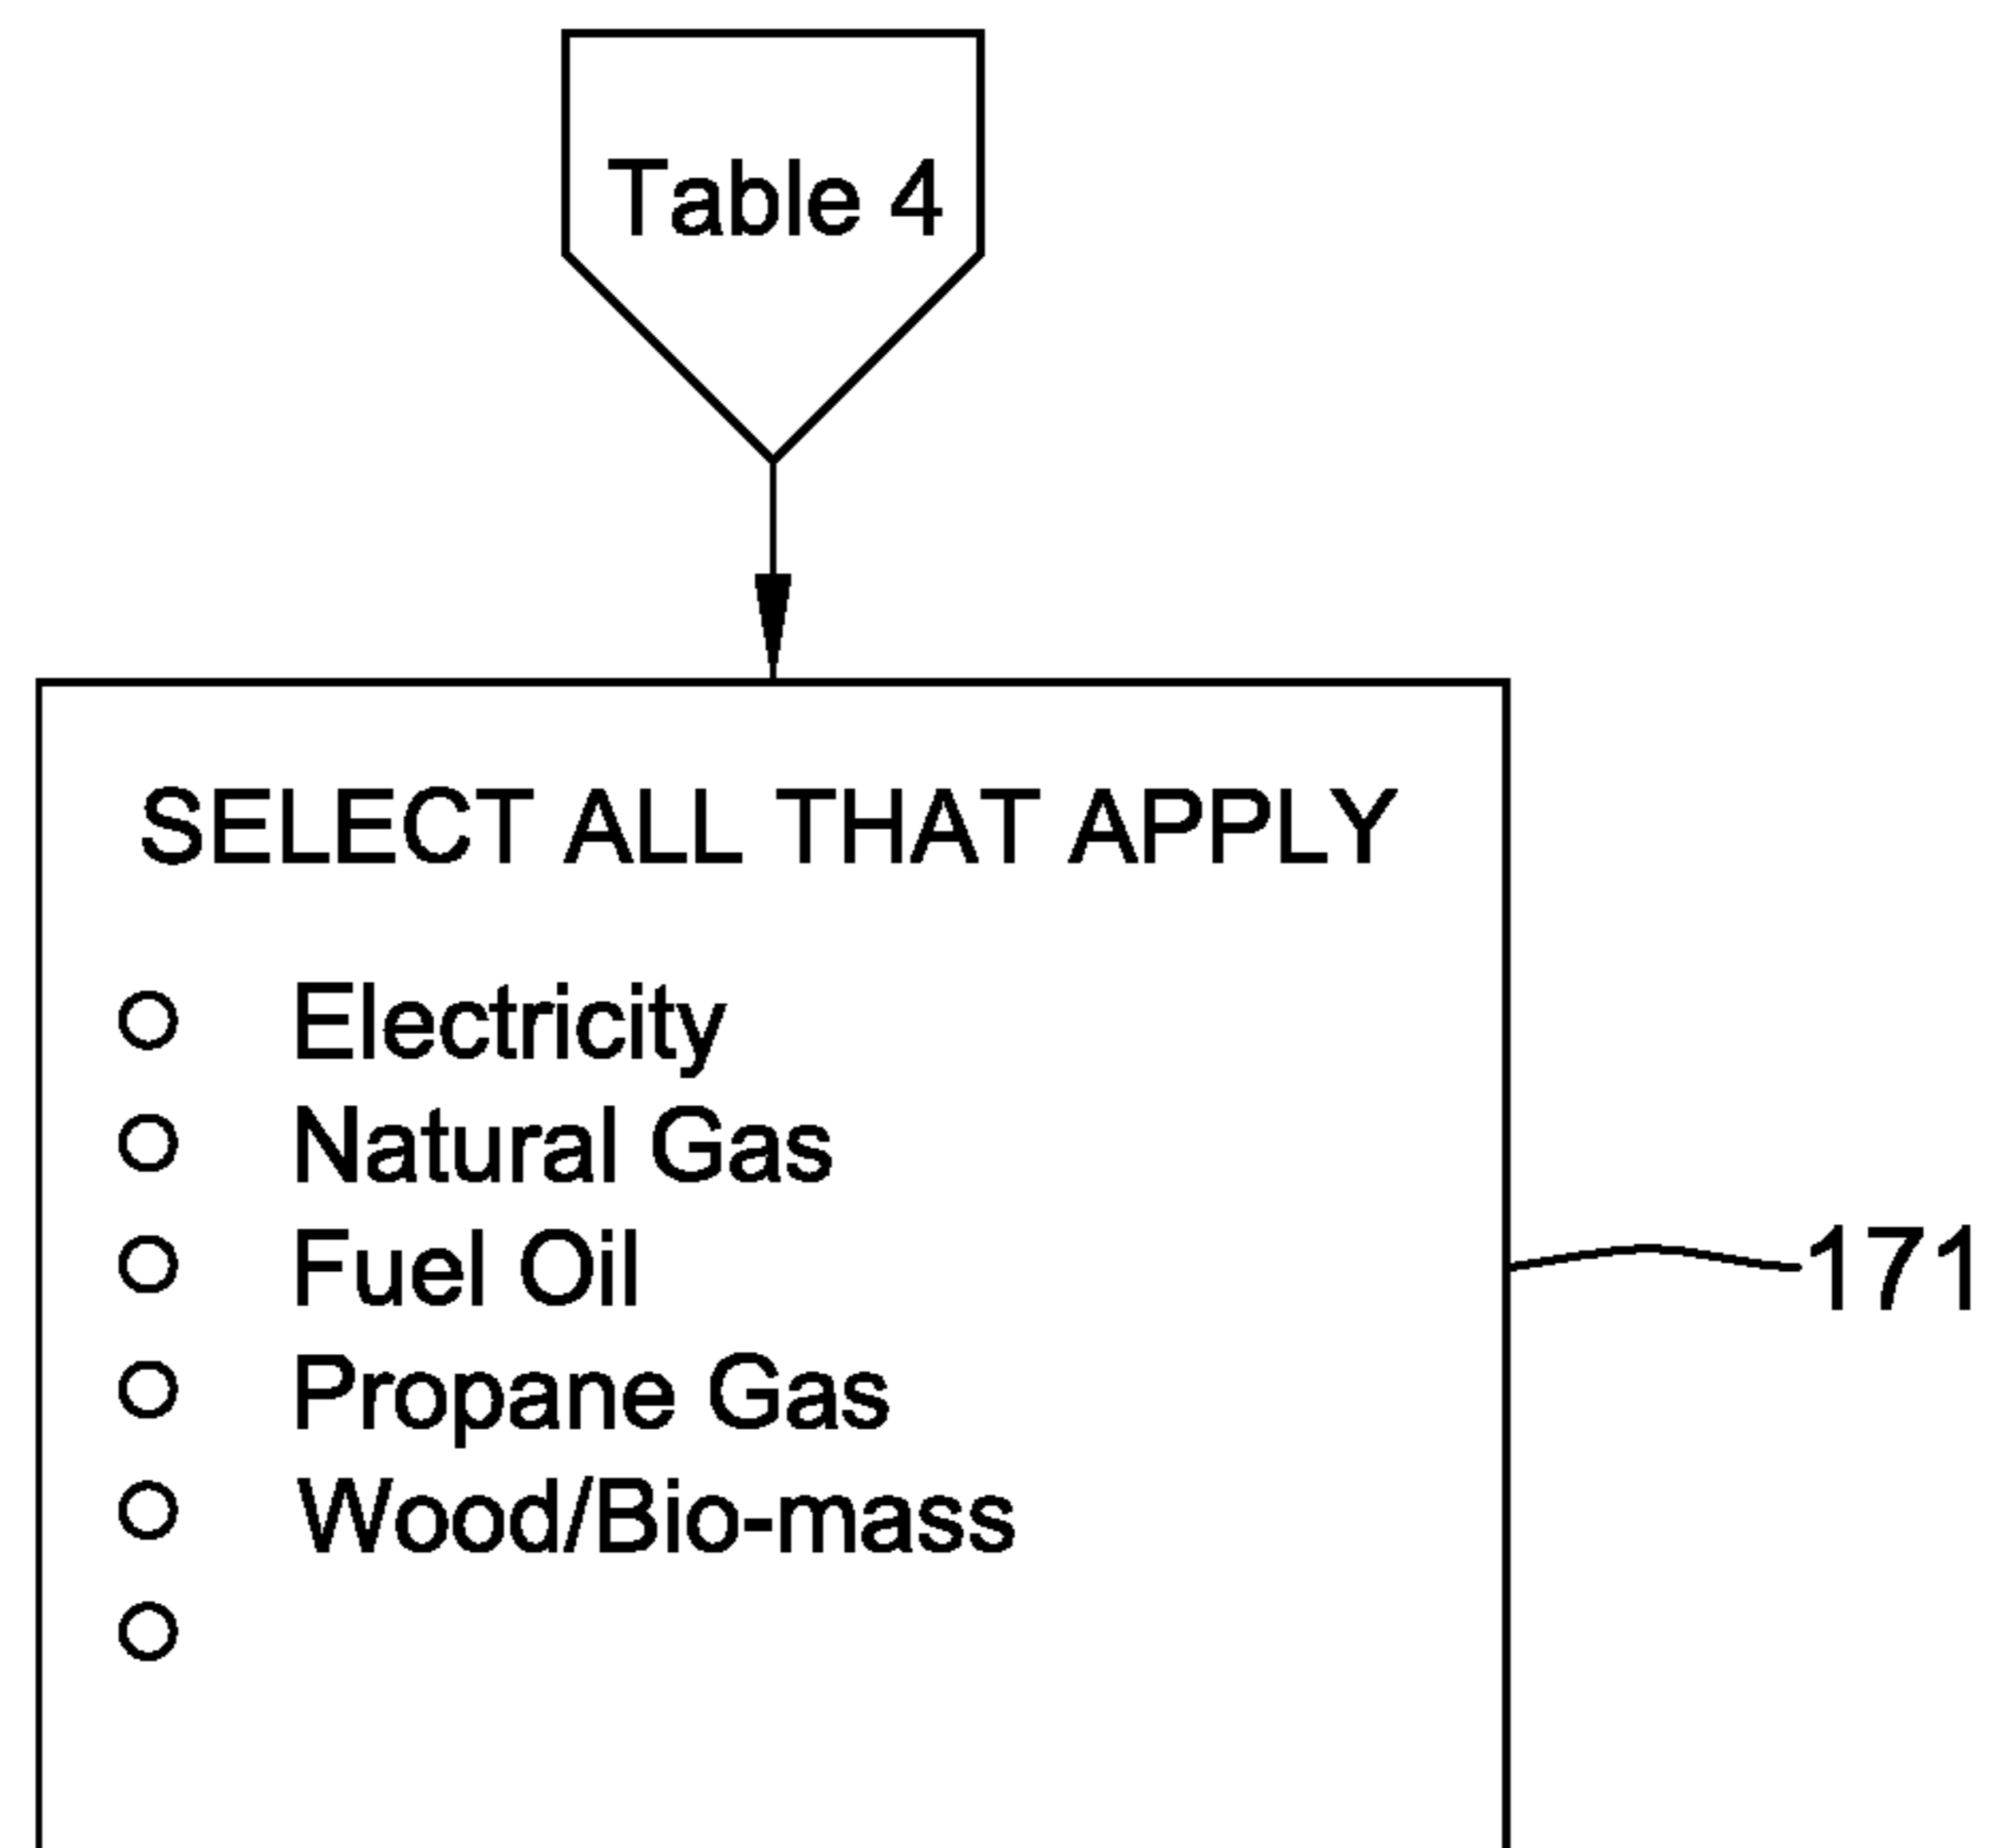 Table 4
SELECT ALL THAT APPLY
Electricity
Natural Gas
Fuel Oil
171
Propane Gas
Wood/Bio-mass